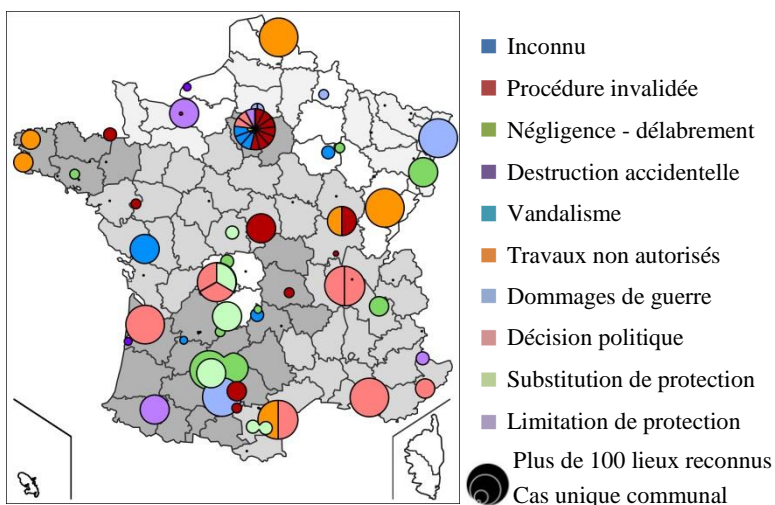 Inconnu
Procédure invalidée
Négligence - délabrement
Destruction accidentelle
Vandalisme
Travaux non autorisés
Dommages de guerre
Décision politique
Substitution de protection
Limitation de protection
Plus de 100 lieux reconnus
Cas unique communal